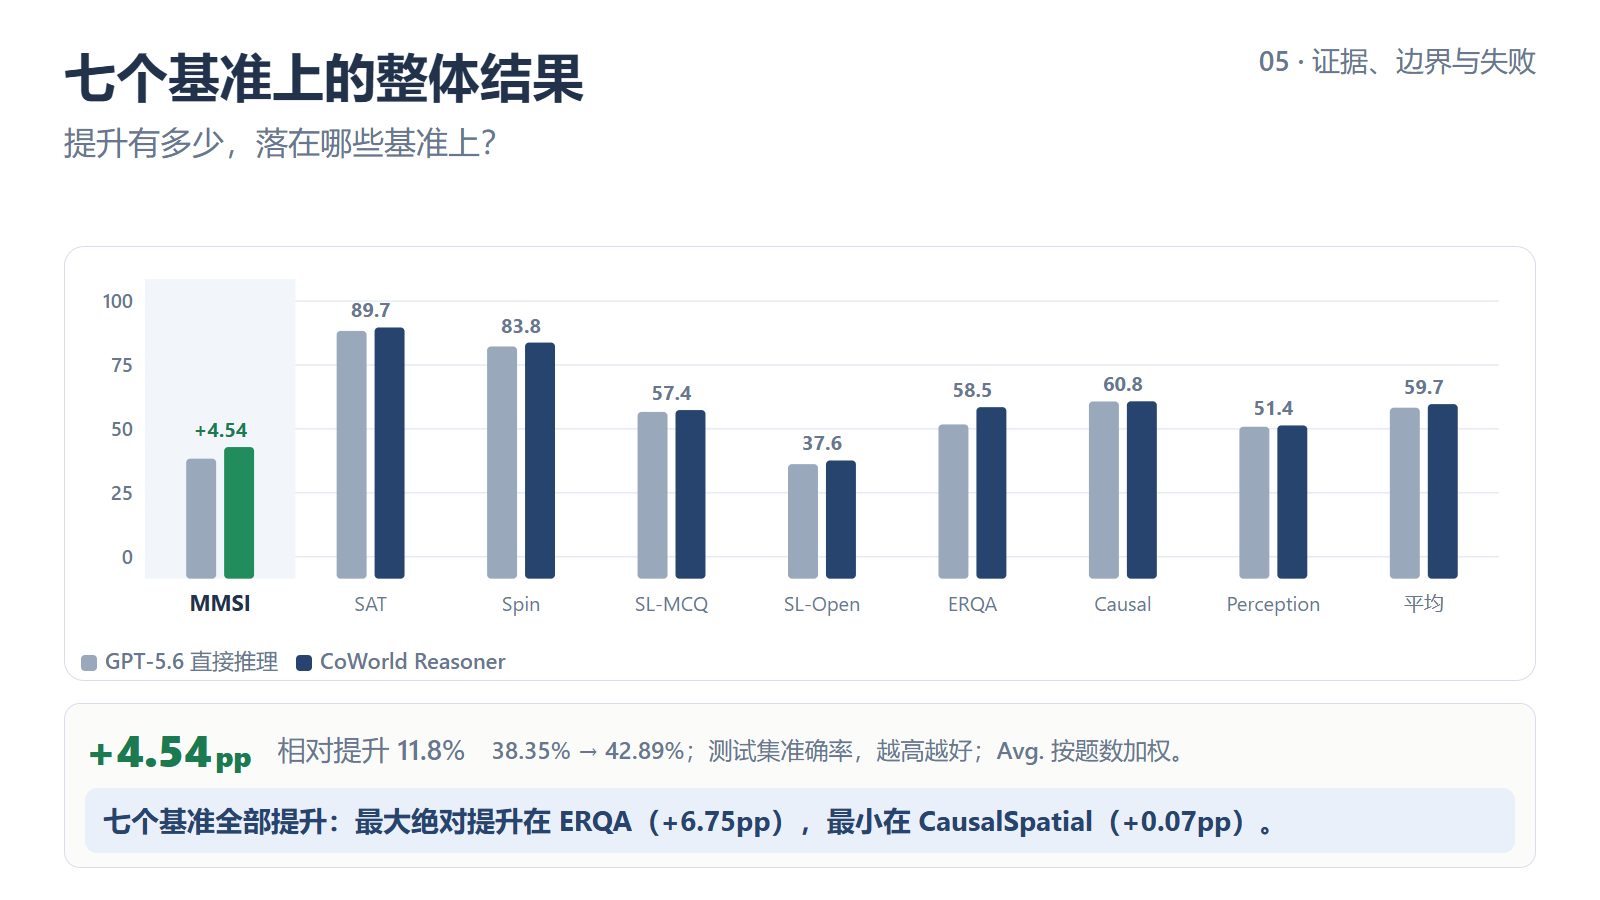 七个基准上的整体结果
05 · 证据、边界与失败
提升有多少，落在哪些基准上？
100
75
50
25
0
+4.54
89.7
83.8
57.4
37.6
58.5
60.8
51.4
59.7
MMSI
SAT
Spin
SL-MCQ
SL-Open
ERQA
Causal
Perception
平均
GPT-5.6 直接推理
CoWorld Reasoner
+4.54pp 相对提升 11.8% 38.35% → 42.89%；测试集准确率，越高越好；Avg. 按题数加权。
七个基准全部提升：最大绝对提升在 ERQA（+6.75pp），最小在 CausalSpatial（+0.07pp）。